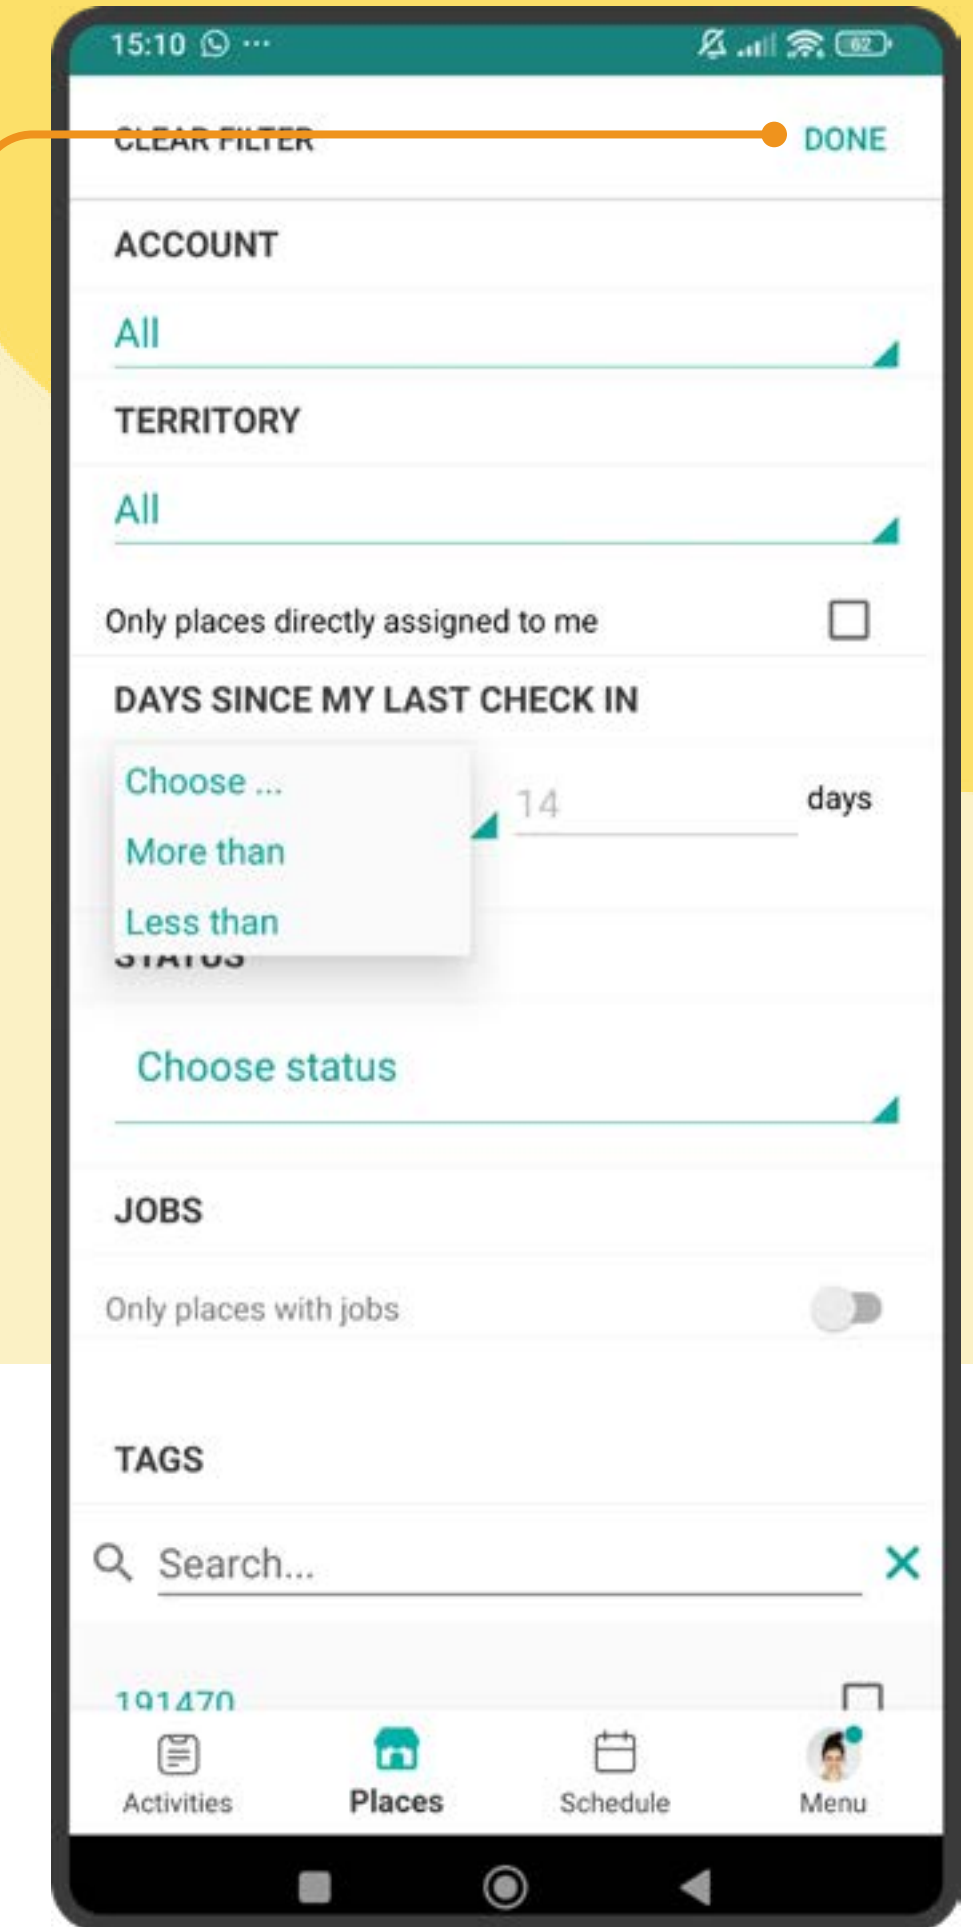 15:10
62
CLEAR FILTER DONE
ACCOUNT
All
TERRITORY
All
Only places directly assigned to me
DAYS SINCE MY LAST CHECK IN
Choose ...
14 days
More than
Less than
STATUS
Choose status
JOBS
Only places with jobs
TAGS
Search...
191470
Activities Places Schedule Menu